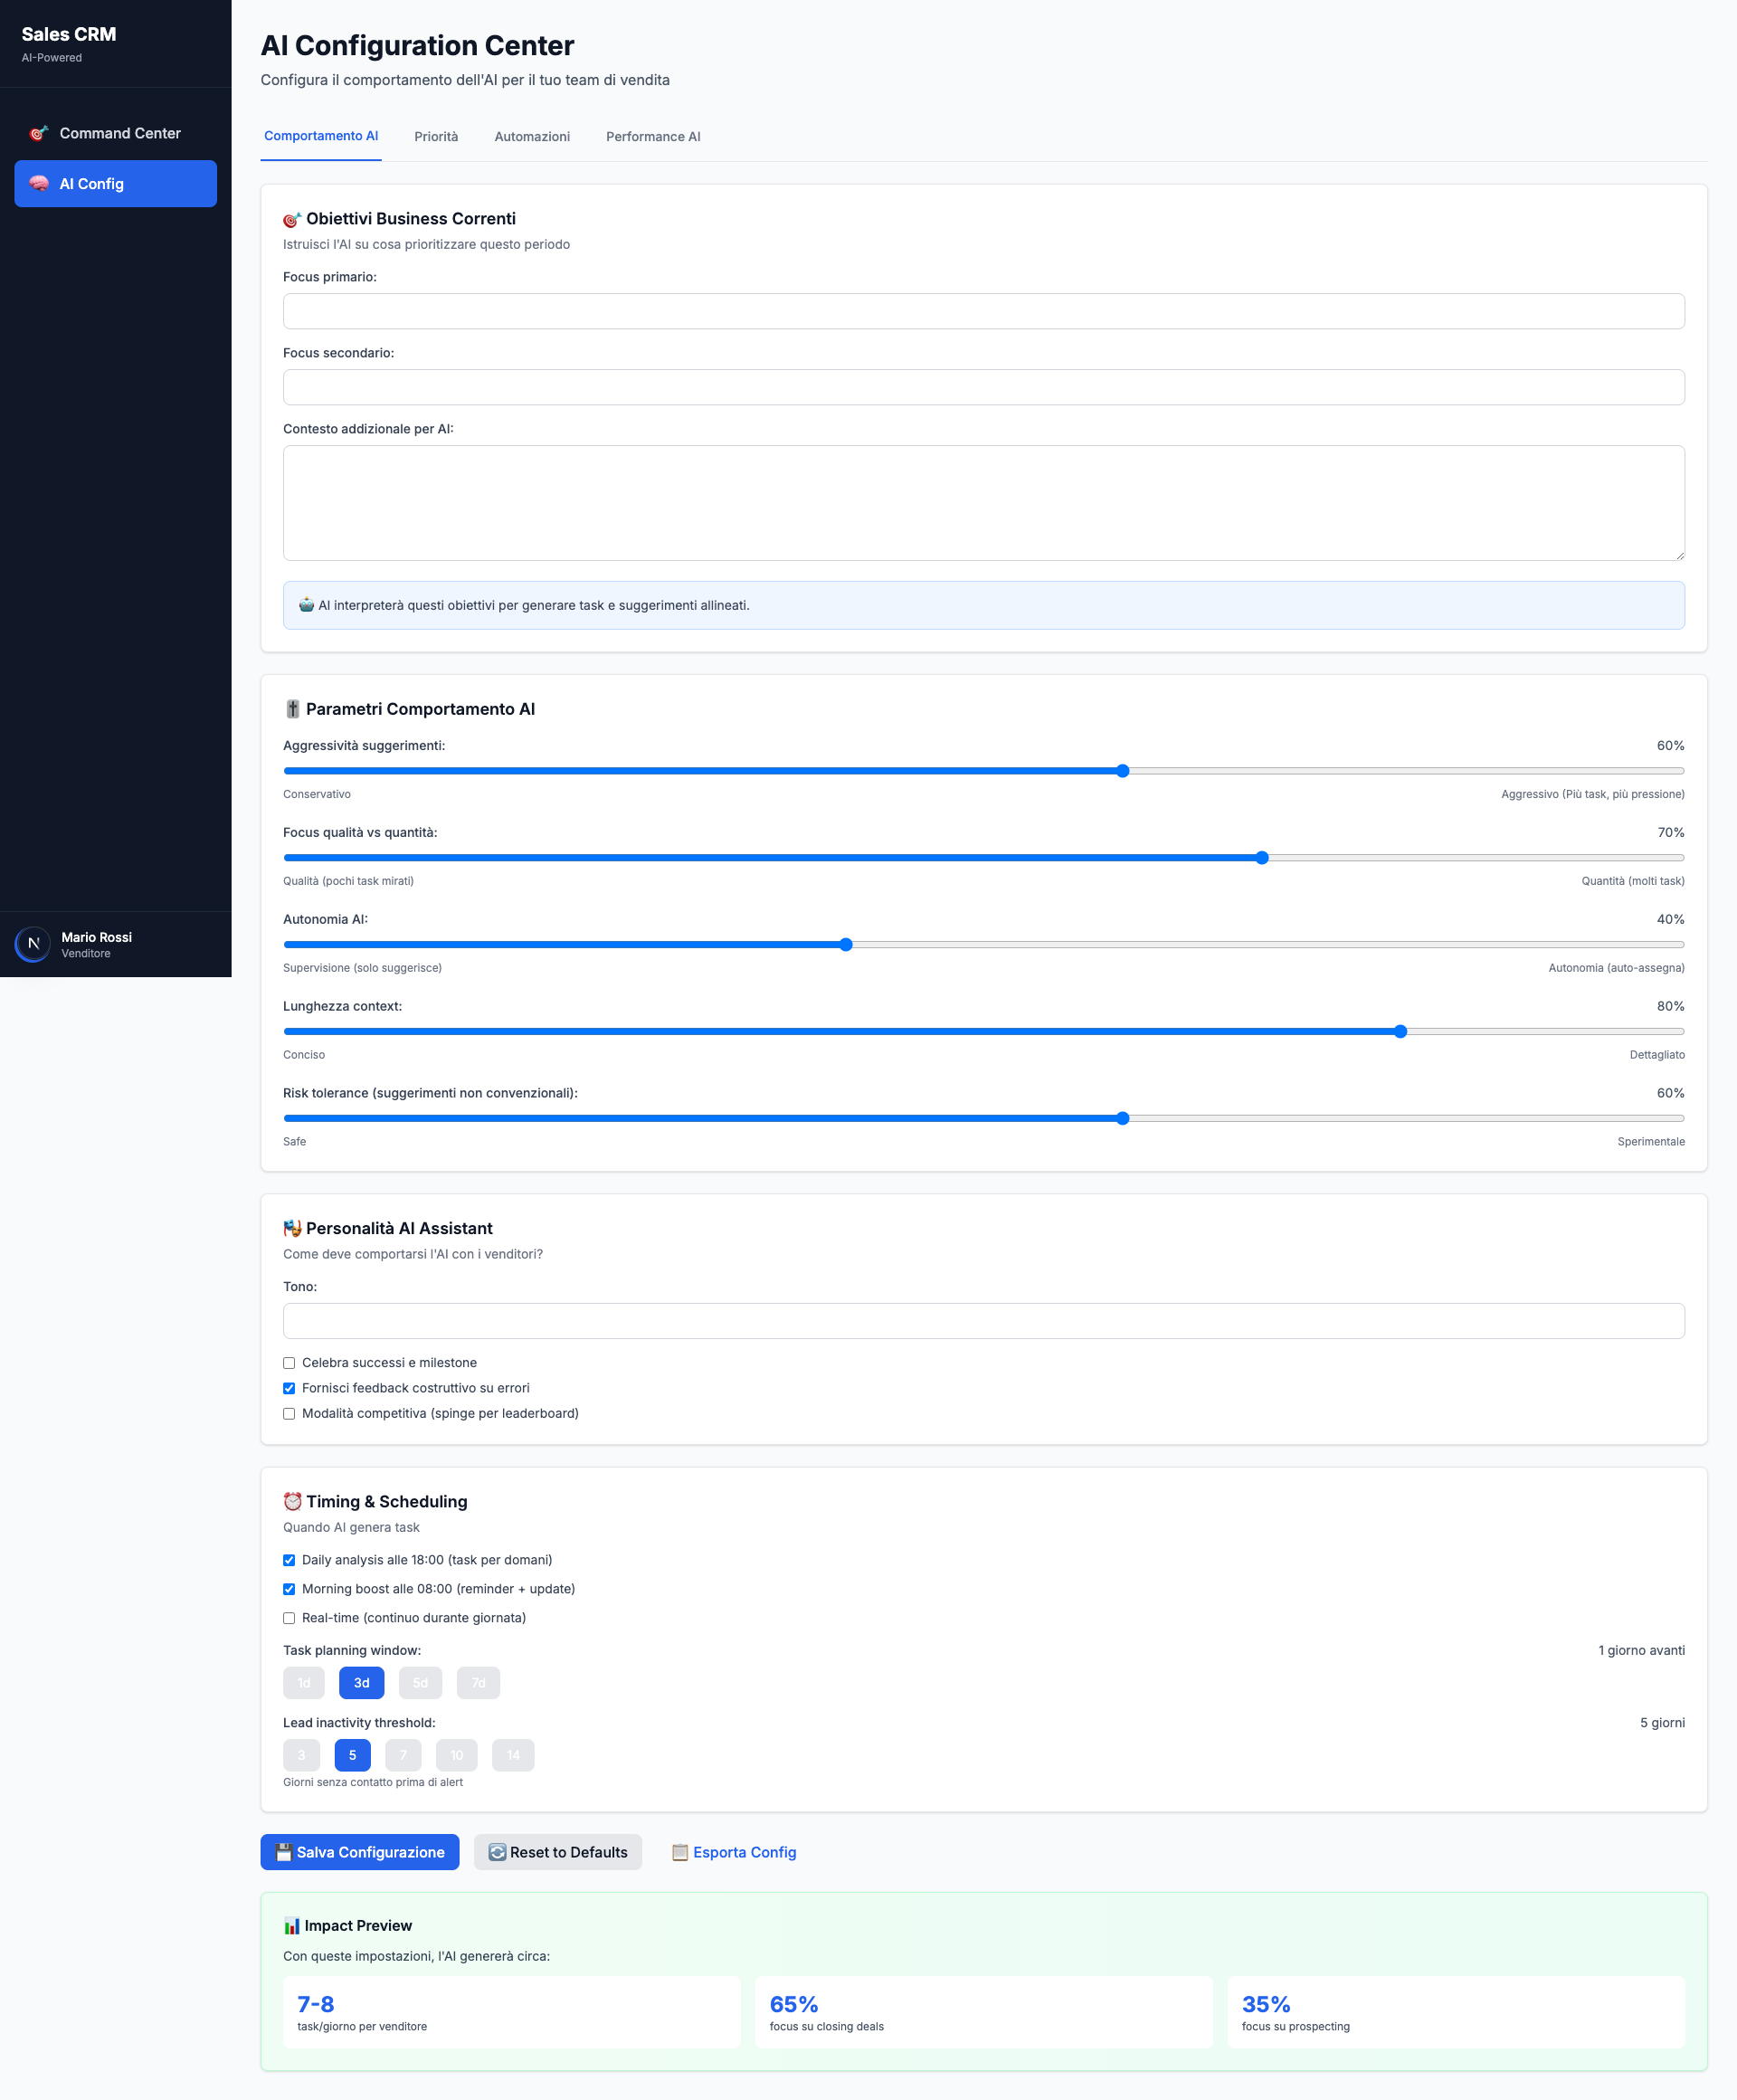 Sales CRM
AI-Powered
Command Center
AI Config
Mario Rossi
Venditore
AI Configuration Center
Configura il comportamento dell'AI per il tuo team di vendita
Comportamento AI Priorità Automazioni Performance AI
Obiettivi Business Correnti
Istruisci l'AI su cosa prioritizzare questo periodo
Focus primario:
Focus secondario:
Contesto addizionale per AI:
AI interpreterà questi obiettivi per generare task e suggerimenti allineati.
Parametri Comportamento AI
Aggressività suggerimenti: 60%
Conservativo Aggressivo (Più task, più pressione)
Focus qualità vs quantità: 70%
Qualità (pochi task mirati) Quantità (molti task)
Autonomia AI: 40%
Supervisione (solo suggerisce) Autonomia (auto-assegna)
Lunghezza context: 80%
Conciso Dettagliato
Risk tolerance (suggerimenti non convenzionali): 60%
Safe Sperimentale
Personalità AI Assistant
Come deve comportarsi l'AI con i venditori?
Tono:
Celebra successi e milestone
Fornisci feedback costruttivo su errori
Modalità competitiva (spinge per leaderboard)
Timing & Scheduling
Quando AI genera task
Daily analysis alle 18:00 (task per domani)
Morning boost alle 08:00 (reminder + update)
Real-time (continuo durante giornata)
Task planning window: 1 giorno avanti
1d 3d 5d 7d
Lead inactivity threshold: 5 giorni
3 5 7 10 14
Giorni senza contatto prima di alert
Salva Configurazione Reset to Defaults Esporta Config
Impact Preview
Con queste impostazioni, l'AI genererà circa:
7-8 65% 35%
task/giorno per venditore focus su closing deals focus su prospecting